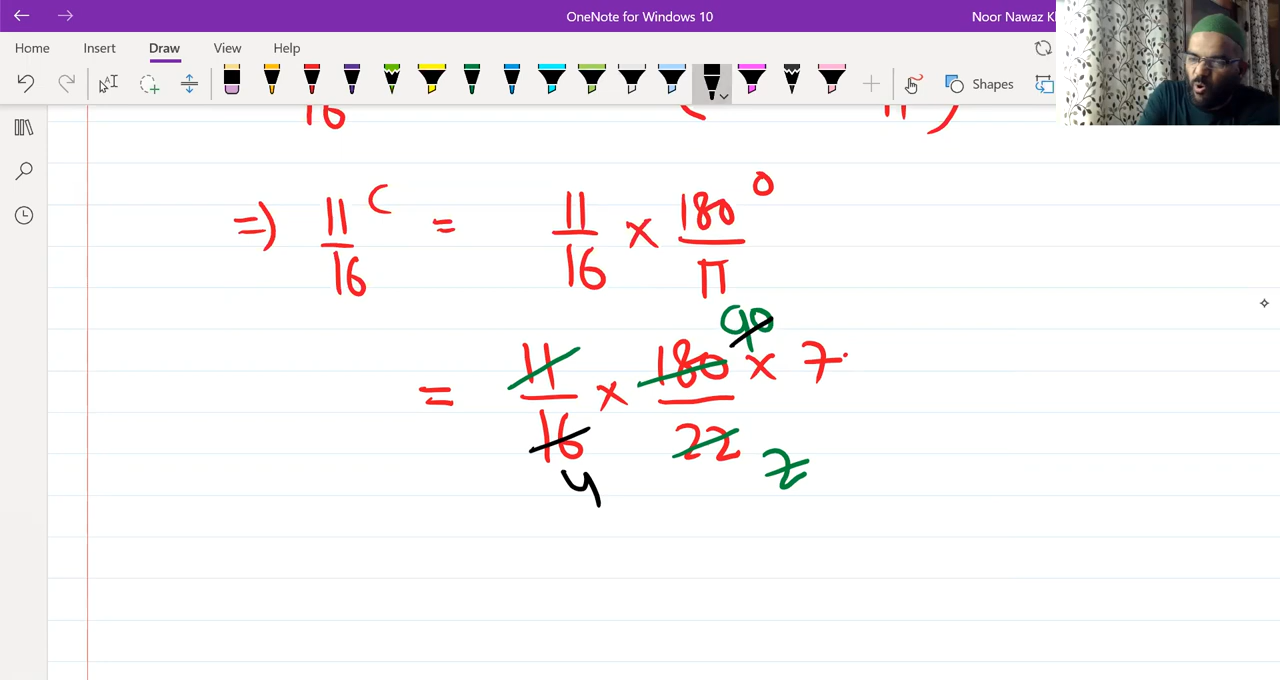 OneNote for Windows 10
Noor Nawaz Kh
Home Insert Draw View Help
Shapes
16 ( π )
⇒) 11/16 ᶜ = 11/16 × 180/π °
90
= 11/16 × 180/22 × 7
4 2